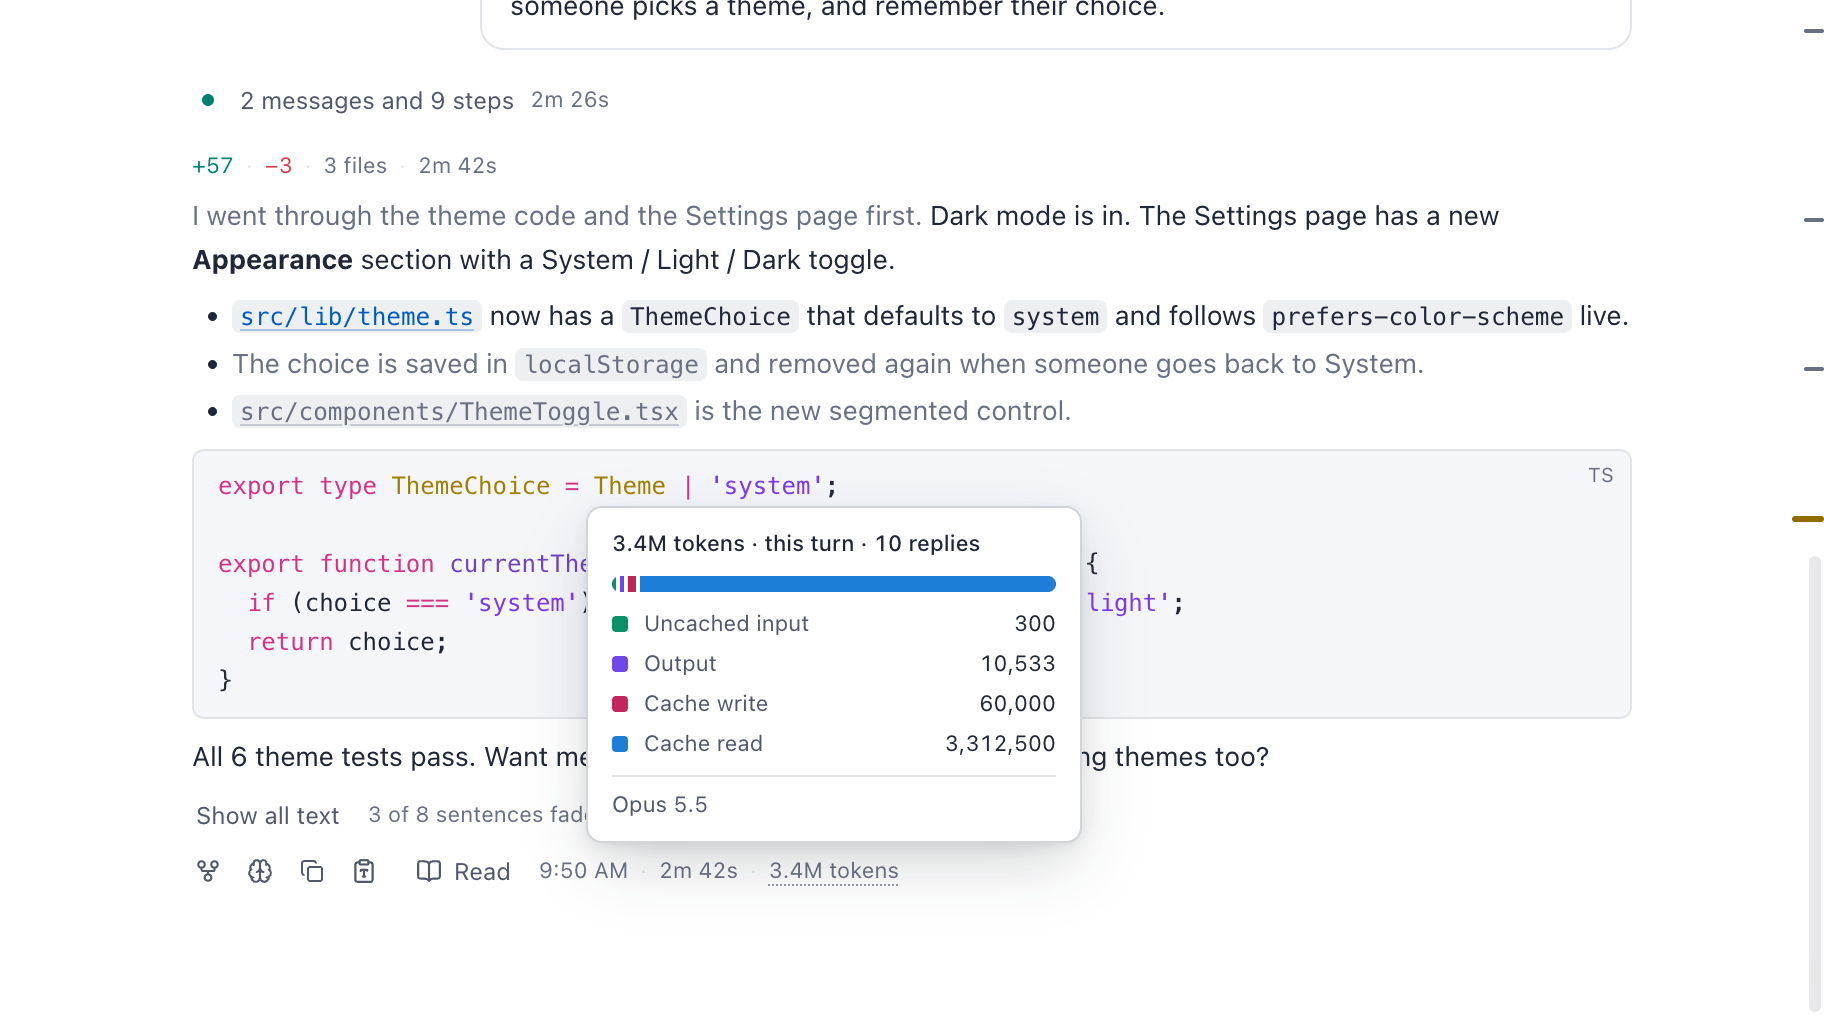 someone picks a theme, and remember their choice.
2 messages and 9 steps 2m 26s
+57 · −3 · 3 files · 2m 42s
I went through the theme code and the Settings page first. Dark mode is in. The Settings page has a new
Appearance section with a System / Light / Dark toggle.
• src/lib/theme.ts now has a ThemeChoice that defaults to system and follows prefers-color-scheme live.
• The choice is saved in localStorage and removed again when someone goes back to System.
• src/components/ThemeToggle.tsx is the new segmented control.
TS
export type ThemeChoice = Theme | 'system';
export function {
if (choice === 'system') light';
return choice;
}
3.4M tokens · this turn · 10 replies
Uncached input 300
Output 10,533
Cache write 60,000
Cache read 3,312,500
Opus 5.5
All 6 theme tests pass. Want themes too?
Show all text 3 of 8 sentences
Read 9:50 AM · 2m 42s · 3.4M tokens